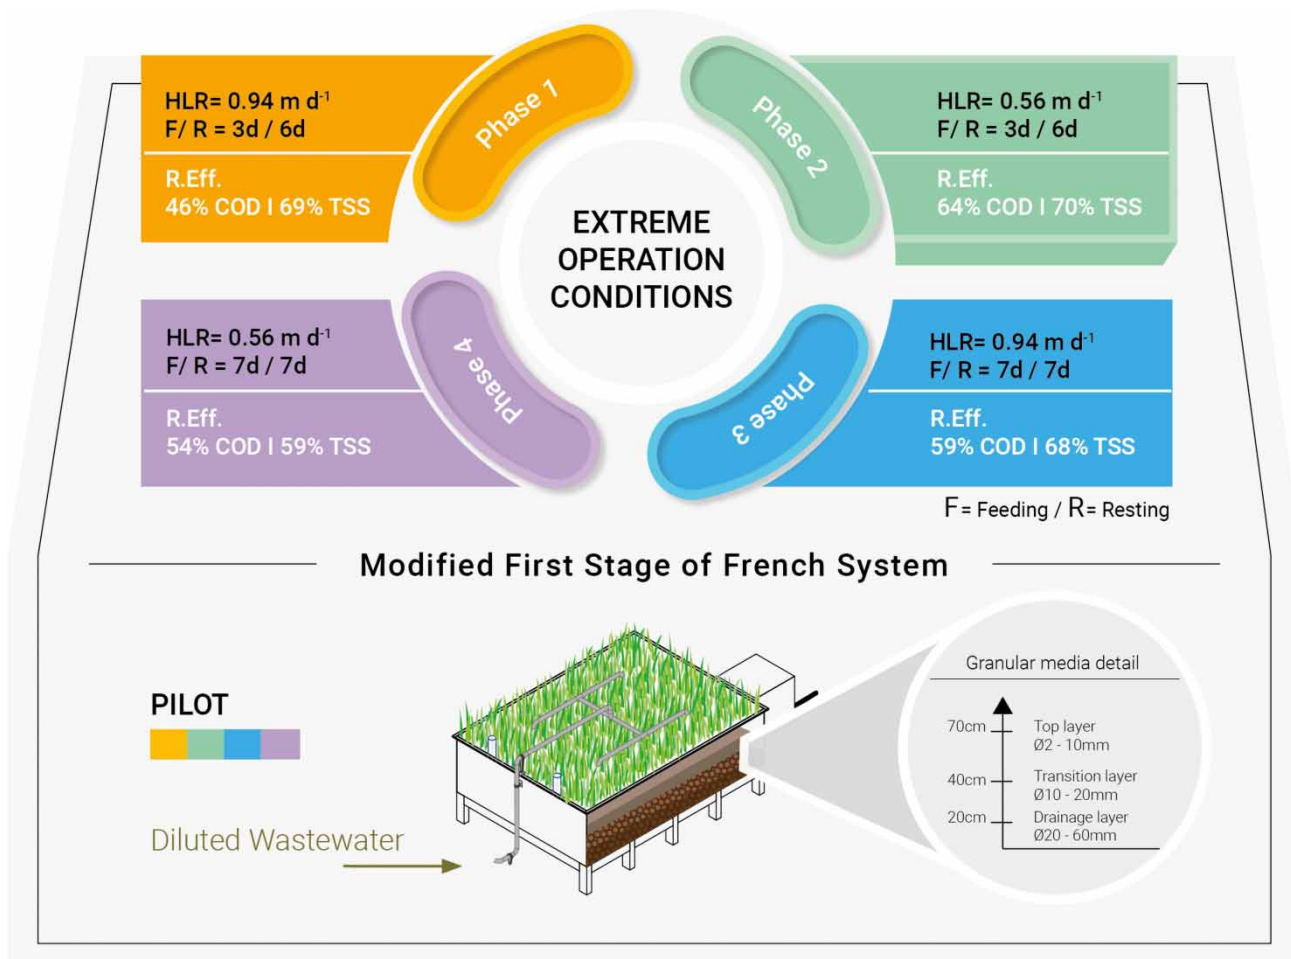 HLR= 0.94 m d⁻¹
F/ R = 3d / 6d
R.Eff.
46% COD I 69% TSS
Phase 1
Phase 2
HLR= 0.56 m d⁻¹
F/ R = 3d / 6d
R.Eff.
64% COD I 70% TSS
EXTREME
OPERATION
CONDITIONS
HLR= 0.56 m d⁻¹
F/ R = 7d / 7d
R.Eff.
54% COD I 59% TSS
Phase 4
Phase 3
HLR= 0.94 m d⁻¹
F/ R = 7d / 7d
R.Eff.
59% COD I 68% TSS
F= Feeding / R= Resting
Modified First Stage of French System
PILOT
Diluted Wastewater
Granular media detail
70cm Top layer
Ø2 - 10mm
40cm Transition layer
Ø10 - 20mm
20cm Drainage layer
Ø20 - 60mm